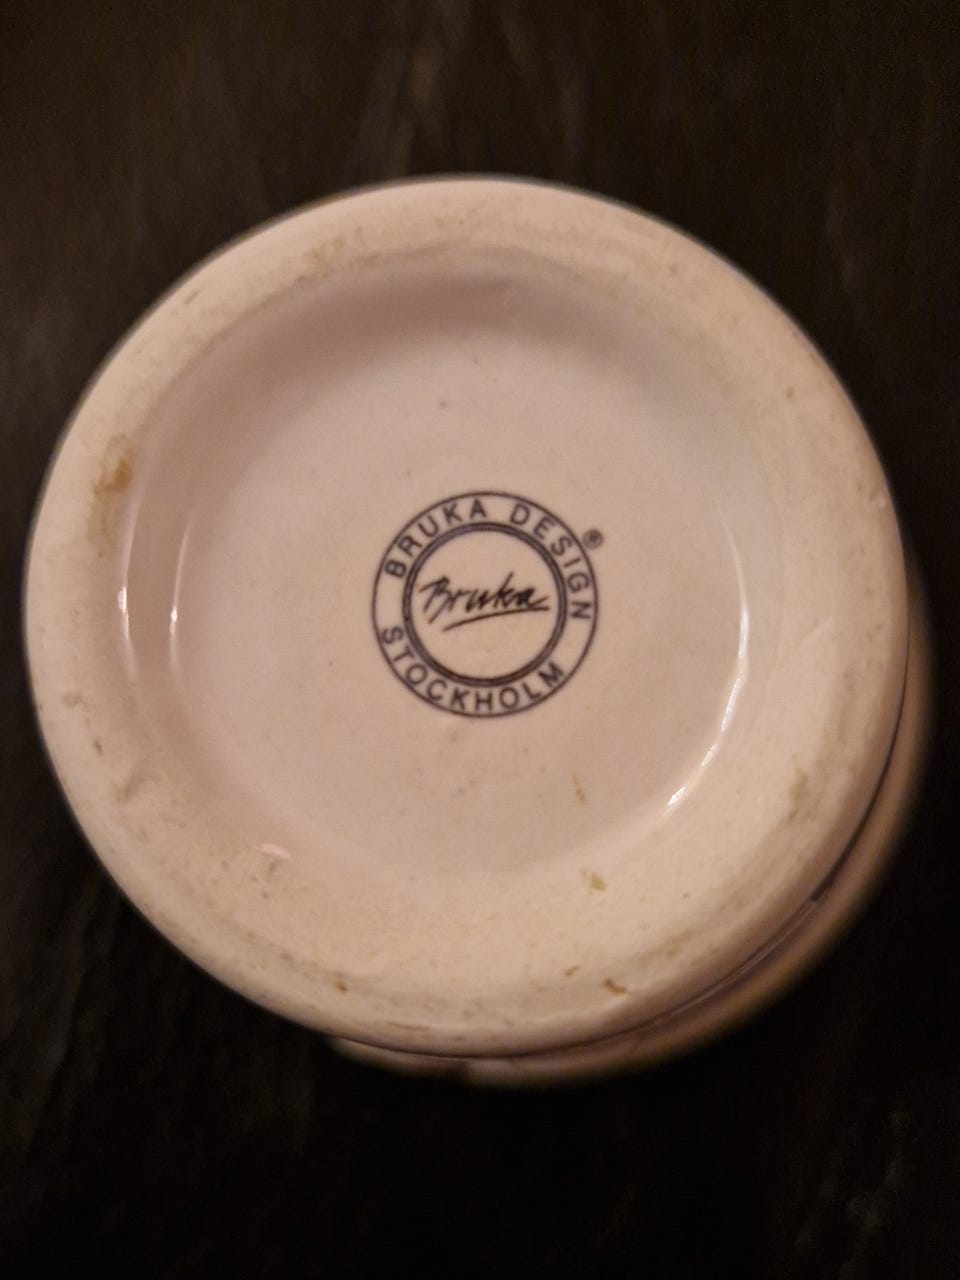 BRUKA DESIGN
®
Bruka
STOCKHOLM